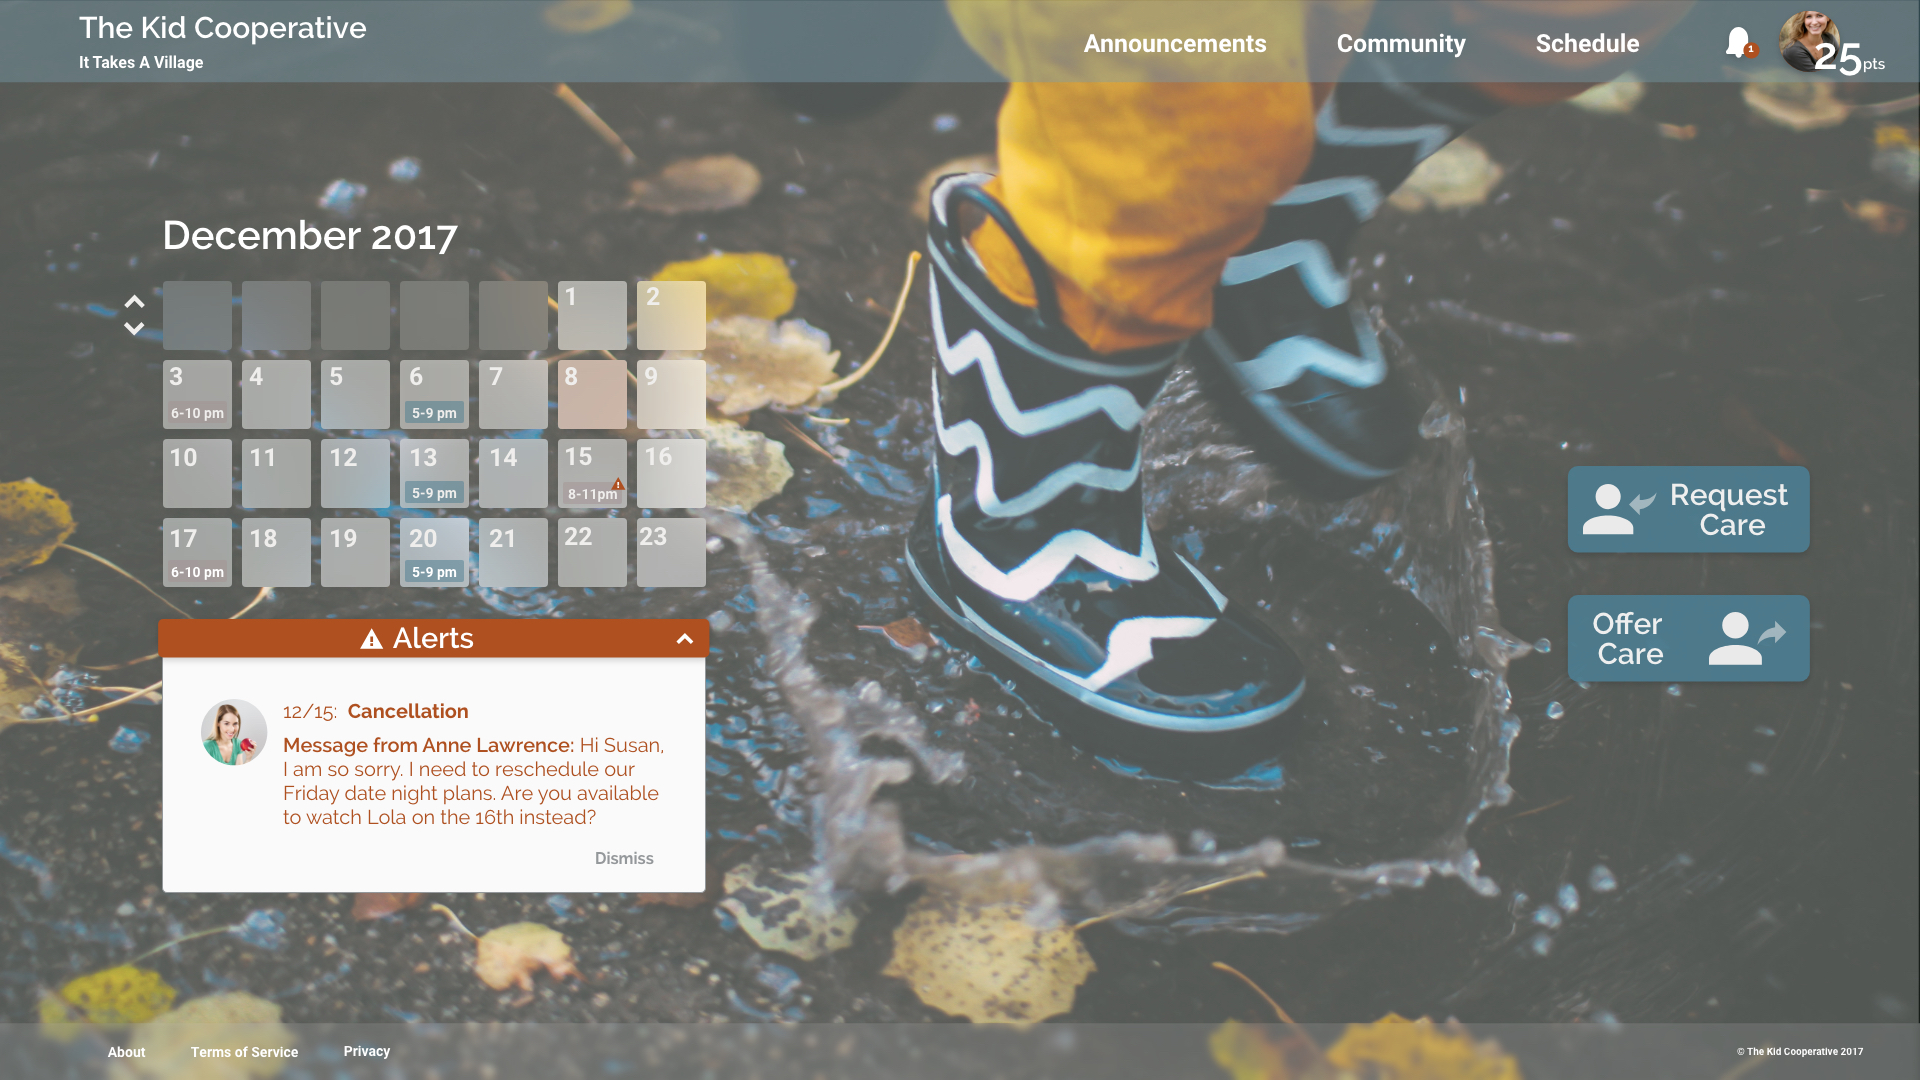 The Kid Cooperative
It Takes A Village
Announcements
Community
Schedule
1
25pts
December 2017
1
2
3
4
5
6
7
8
9
6-10 pm
5-9 pm
10
11
12
13
14
15
16
5-9 pm
8-11pm
17
18
19
20
21
22
23
6-10 pm
5-9 pm
Request
Care
Offer
Care
Alerts
12/15: Cancellation
Message from Anne Lawrence: Hi Susan,
I am so sorry. I need to reschedule our
Friday date night plans. Are you available
to watch Lola on the 16th instead?
Dismiss
About
Terms of Service
Privacy
© The Kid Cooperative 2017